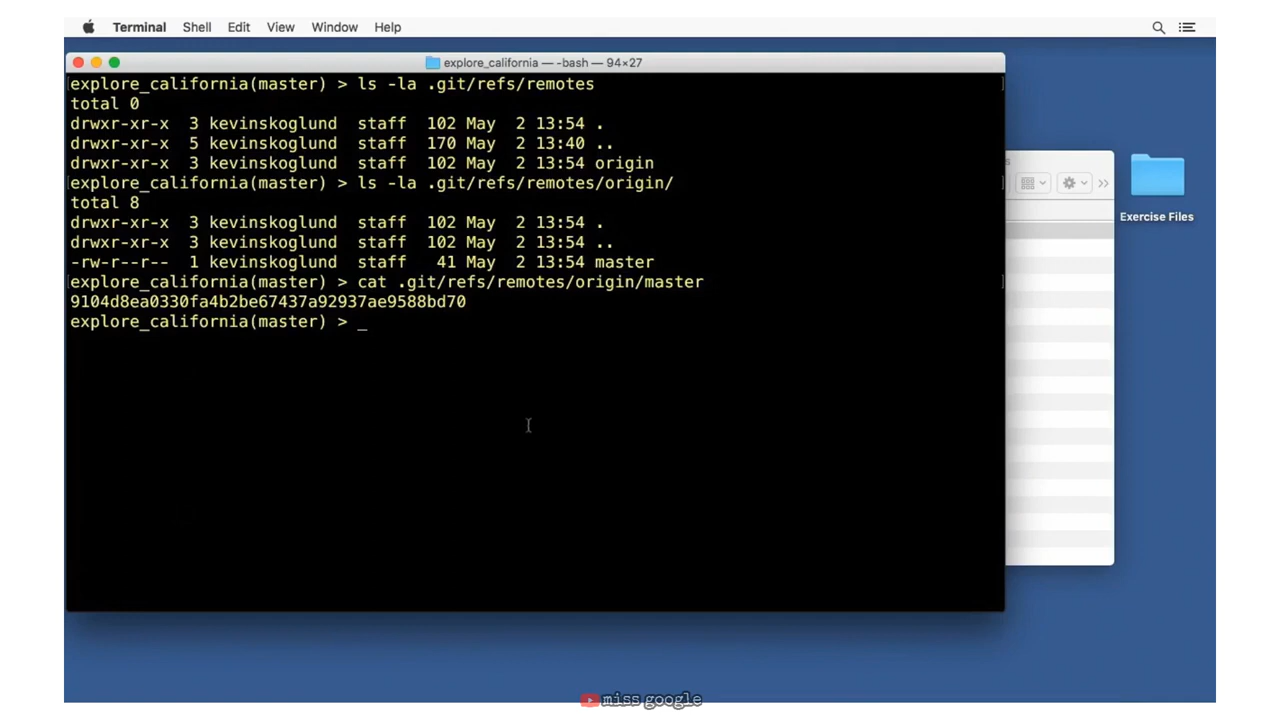 Terminal Shell Edit View Window Help
explore_california — -bash — 94×27
explore_california(master) > ls -la .git/refs/remotes
total 0
drwxr-xr-x  3 kevinskoglund  staff  102 May  2 13:54 .
drwxr-xr-x  5 kevinskoglund  staff  170 May  2 13:40 ..
drwxr-xr-x  3 kevinskoglund  staff  102 May  2 13:54 origin
explore_california(master) > ls -la .git/refs/remotes/origin/
total 8
drwxr-xr-x  3 kevinskoglund  staff  102 May  2 13:54 .
drwxr-xr-x  3 kevinskoglund  staff  102 May  2 13:54 ..
-rw-r--r--  1 kevinskoglund  staff   41 May  2 13:54 master
explore_california(master) > cat .git/refs/remotes/origin/master
9104d8ea0330fa4b2be67437a92937ae9588bd70
explore_california(master) > _
Exercise Files
miss google